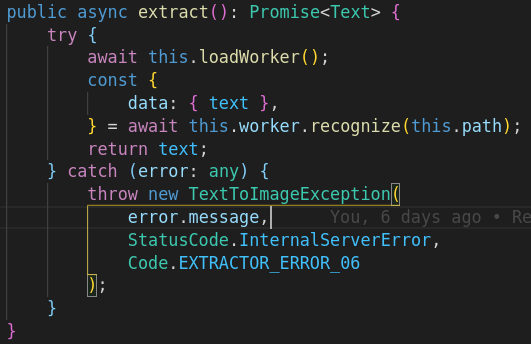 public async extract(): Promise<Text> {
try {
await this.loadWorker();
const {
data: { text },
} = await this.worker.recognize(this.path);
return text;
} catch (error: any) {
throw new TextToImageException(
error.message, You, 6 days ago • Re
StatusCode.InternalServerError,
Code.EXTRACTOR_ERROR_06
);
}
}